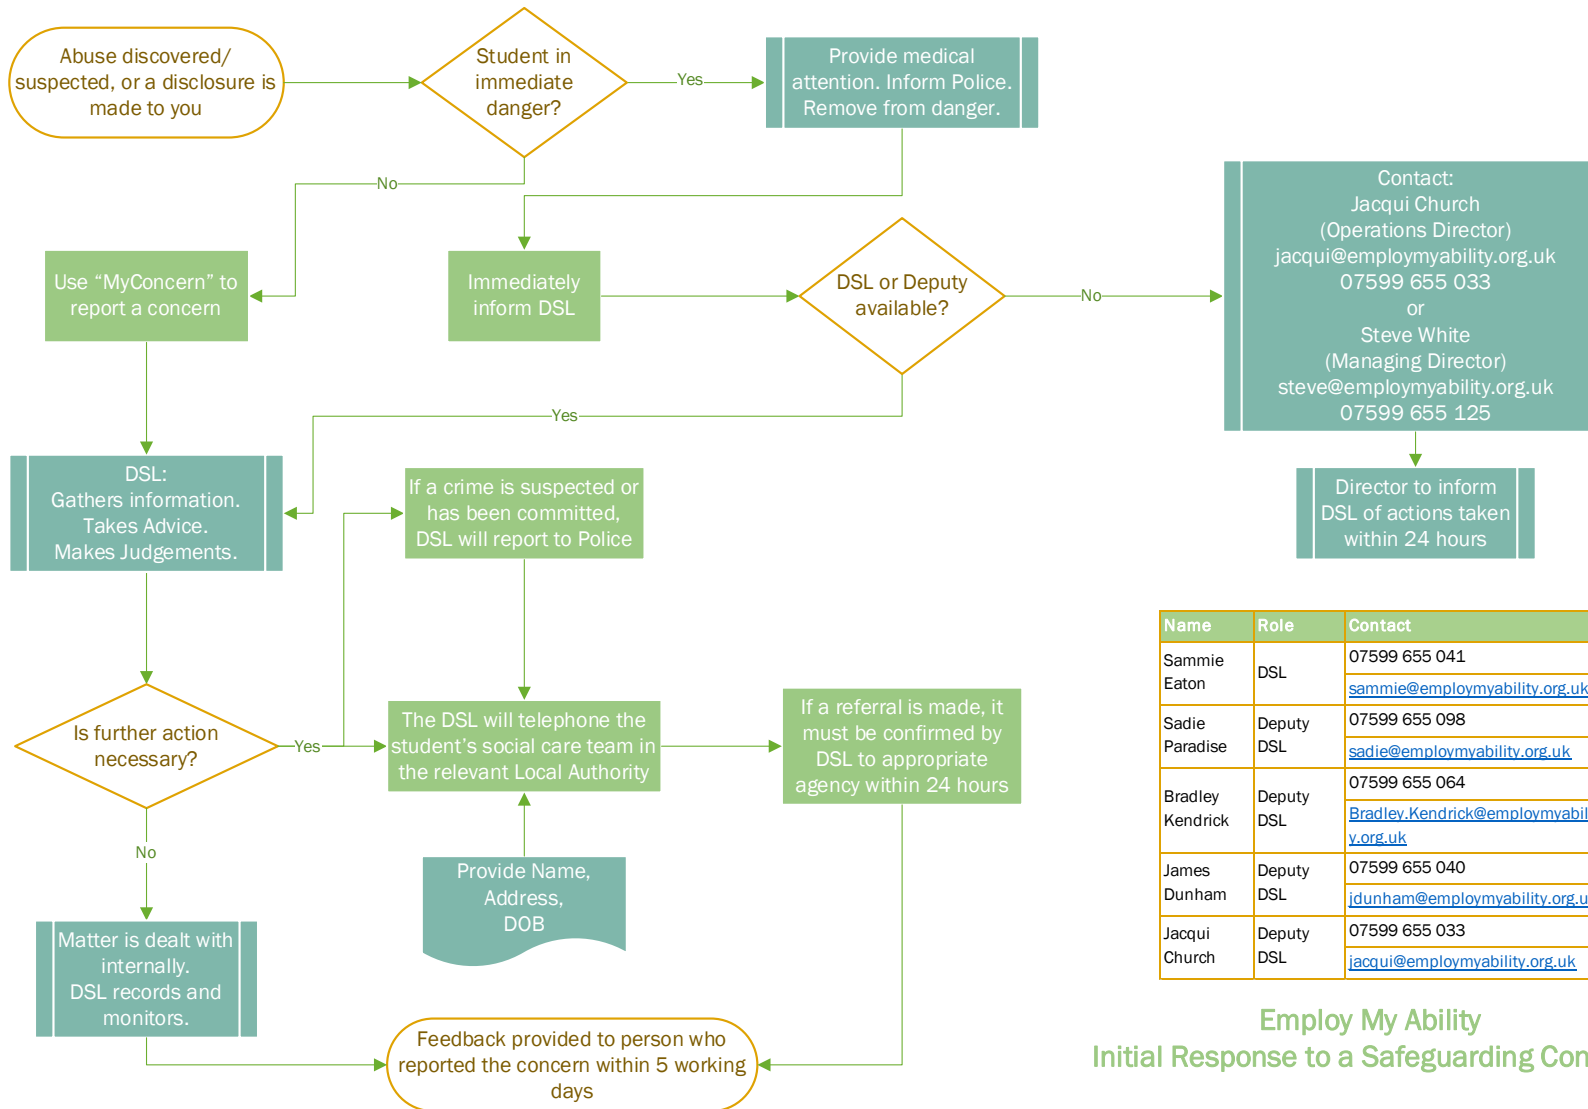 Abuse discovered/
suspected, or a disclosure is
made to you
Student in
immediate
danger?
Yes
Provide medical
attention. Inform Police.
Remove from danger.
No
Contact:
Jacqui Church
(Operations Director)
jacqui@employmyability.org.uk
07599 655 033
or
Steve White
(Managing Director)
steve@employmyability.org.uk
07599 655 125
Use “MyConcern” to
report a concern
Immediately
inform DSL
DSL or Deputy
available?
No
Yes
DSL:
Gathers information.
Takes Advice.
Makes Judgements.
If a crime is suspected or
has been committed,
DSL will report to Police
Director to inform
DSL of actions taken
within 24 hours
Is further action
necessary?
Yes
The DSL will telephone the
student’s social care team in
the relevant Local Authority
If a referral is made, it
must be confirmed by
DSL to appropriate
agency within 24 hours
No
Provide Name,
Address,
DOB
Matter is dealt with
internally.
DSL records and
monitors.
Feedback provided to person who
reported the concern within 5 working
days
Name Role Contact
Sammie
Eaton
DSL
07599 655 041
sammie@employmyability.org.uk
Sadie
Paradise
Deputy
DSL
07599 655 098
sadie@employmyability.org.uk
Bradley
Kendrick
Deputy
DSL
07599 655 064
Bradley.Kendrick@employmyabil
y.org.uk
James
Dunham
Deputy
DSL
07599 655 040
jdunham@employmyability.org.u
Jacqui
Church
Deputy
DSL
07599 655 033
jacqui@employmyability.org.uk
Employ My Ability
Initial Response to a Safeguarding Con